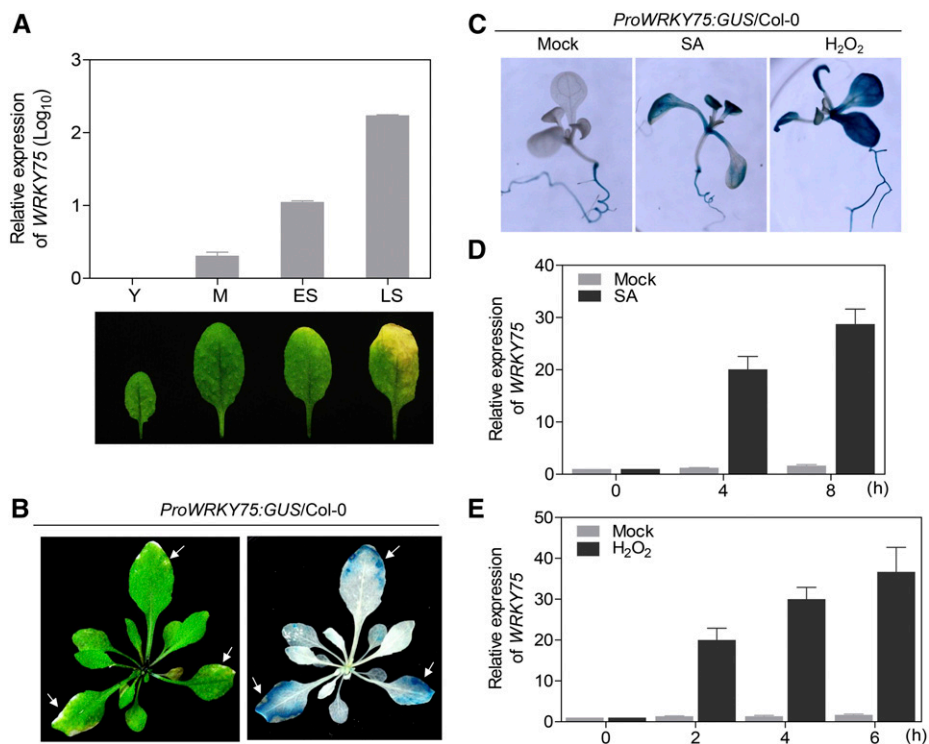 A
Relative expression
of WRKY75 (Log10)
3
2
1
0
Y M ES LS
B
ProWRKY75:GUS/Col-0
C
ProWRKY75:GUS/Col-0
Mock SA H2O2
D
Relative expression
of WRKY75
40
30
20
10
0
Mock
SA
0 4 8 (h)
E
Relative expression
of WRKY75
50
40
30
20
10
0
Mock
H2O2
0 2 4 6 (h)